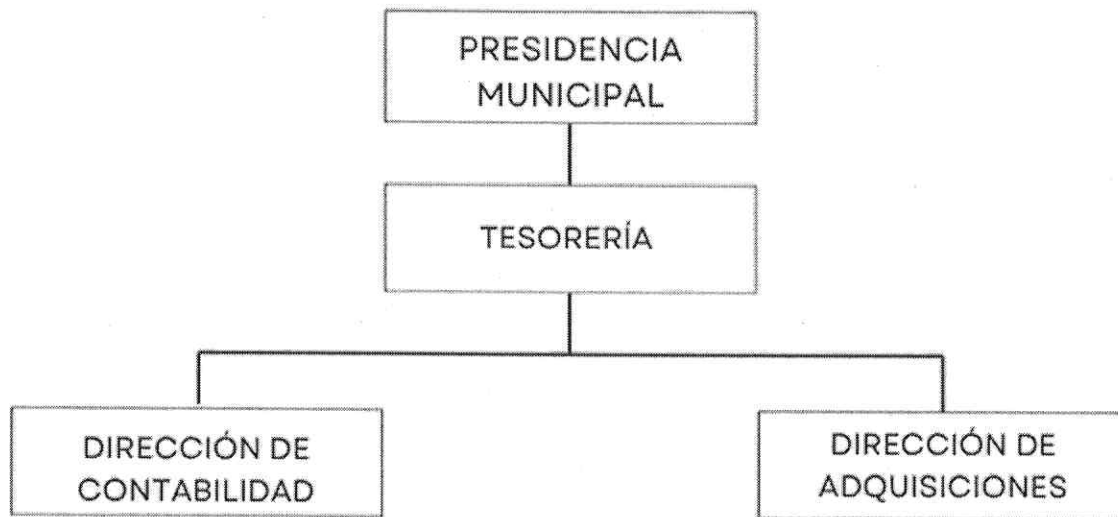 PRESIDENCIA
MUNICIPAL
TESORERÍA
DIRECCIÓN DE
CONTABILIDAD
DIRECCIÓN DE
ADQUISICIONES